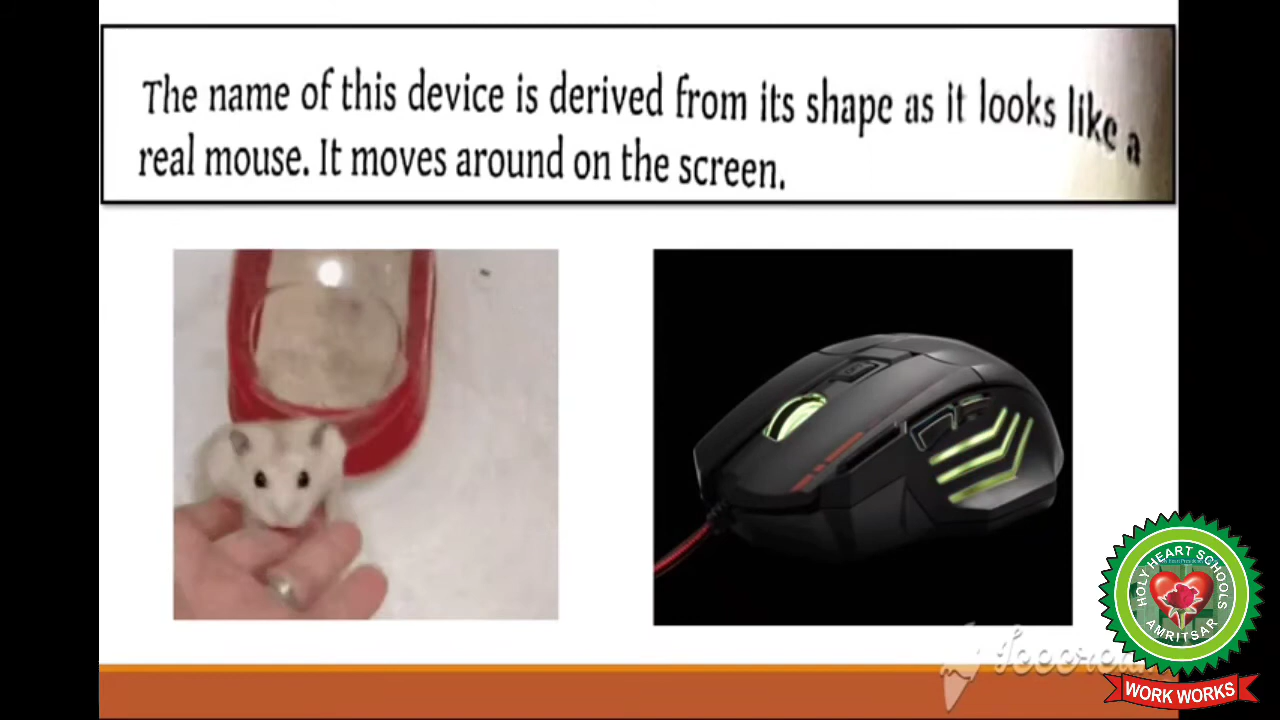 The name of this device is derived from its shape as it looks like a
real mouse. It moves around on the screen.
HOLY HEART SCHOOLS
AMRITSAR
WORK WORKS